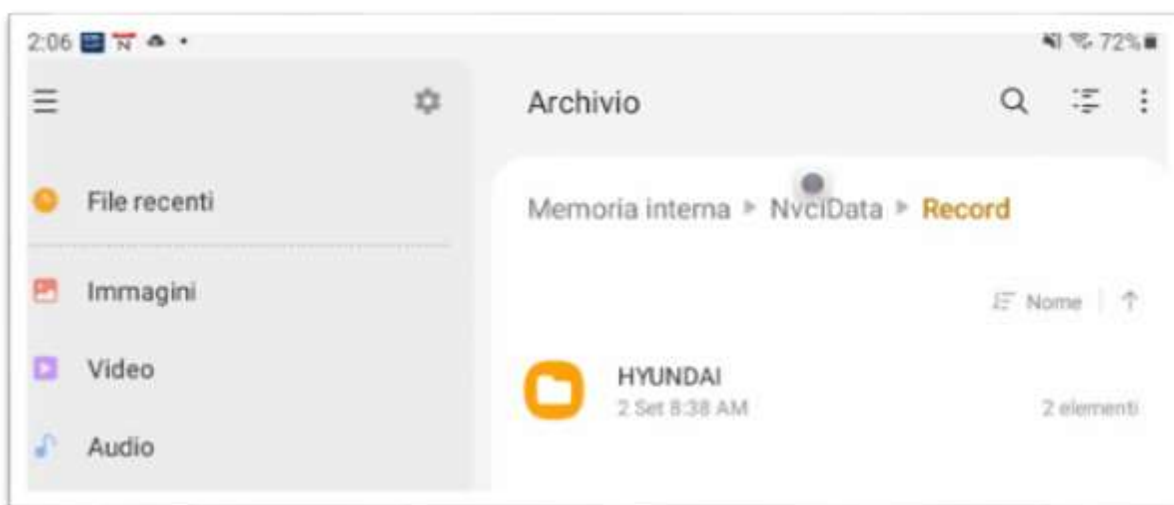 2:06 72%
Archivio
File recenti
Memoria interna ▸ NvciData ▸ Record
Immagini
Nome
Video
HYUNDAI
2 Set 8:38 AM 2 elementi
Audio